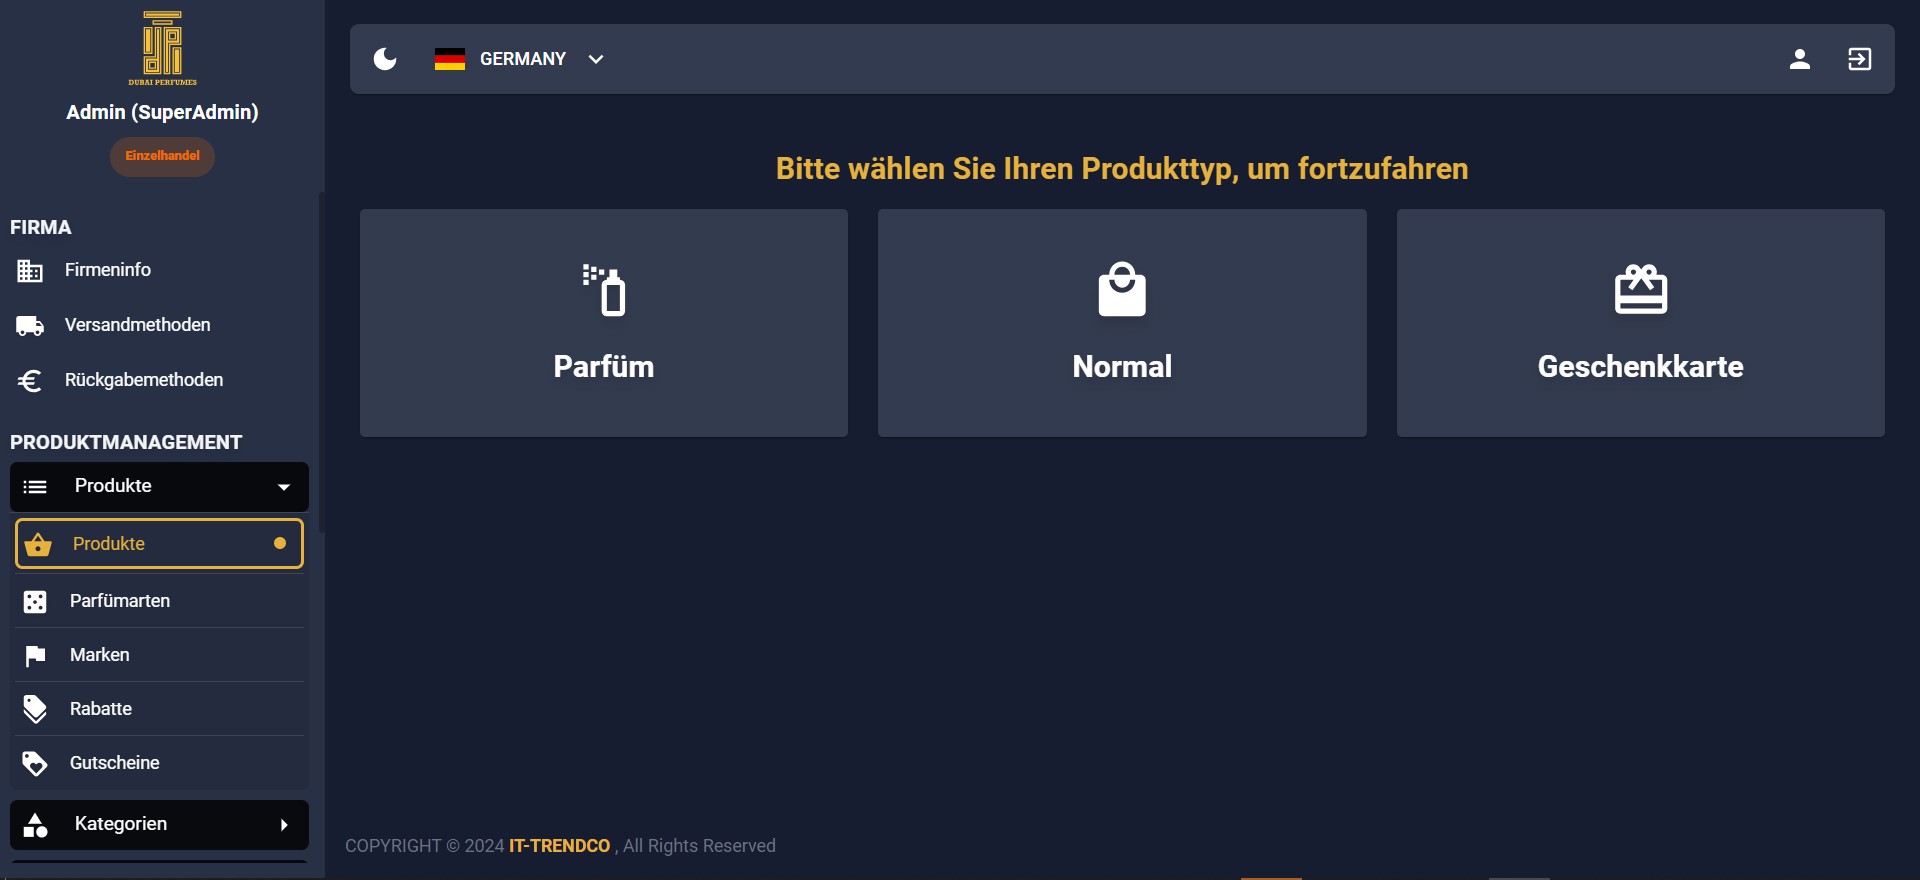 DUBAI PERFUMES
Admin (SuperAdmin)
Einzelhandel
FIRMA
Firmeninfo
Versandmethoden
Rückgabemethoden
PRODUKTMANAGEMENT
Produkte
Produkte
Parfümarten
Marken
Rabatte
Gutscheine
Kategorien
GERMANY
Bitte wählen Sie Ihren Produkttyp, um fortzufahren
Parfüm
Normal
Geschenkkarte
COPYRIGHT © 2024 IT-TRENDCO , All Rights Reserved